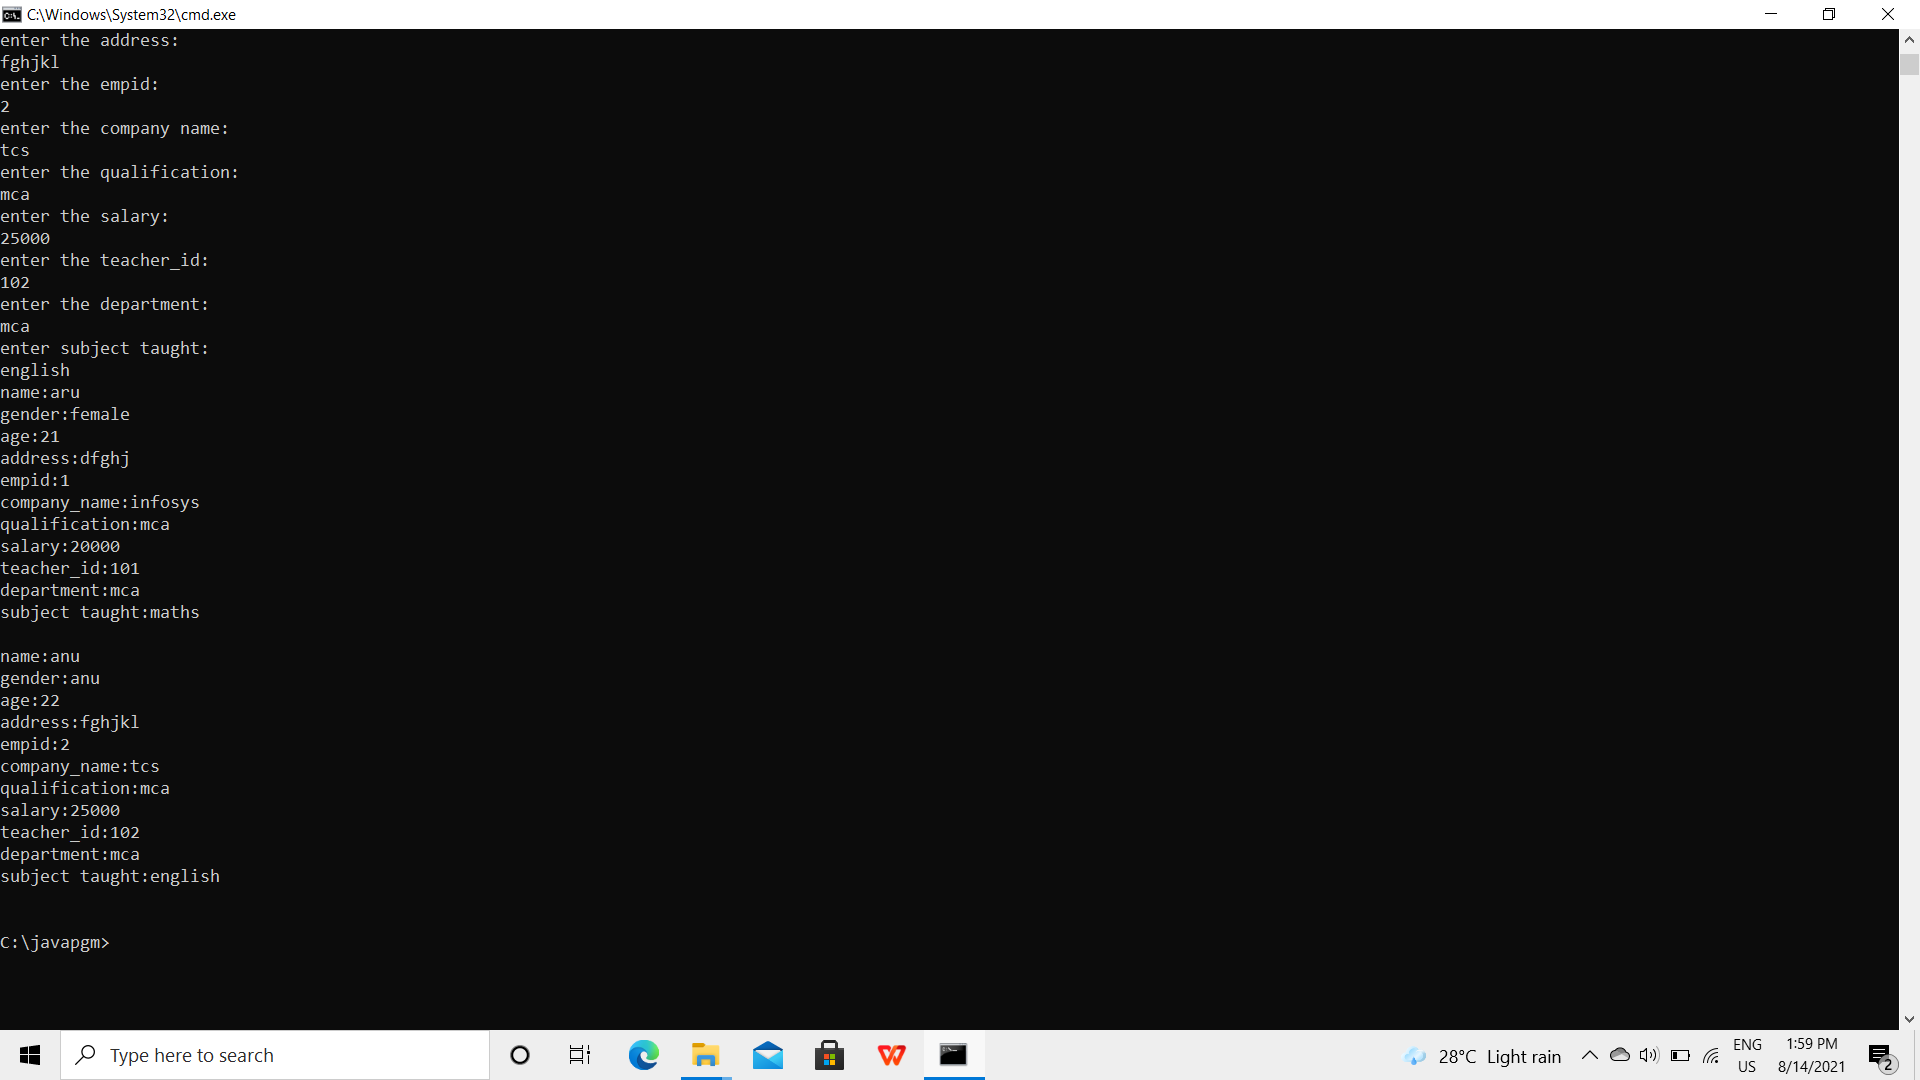 C:\Windows\System32\cmd.exe
enter the address:
fghjkl
enter the empid:
2
enter the company name:
tcs
enter the qualification:
mca
enter the salary:
25000
enter the teacher_id:
102
enter the department:
mca
enter subject taught:
english
name:aru
gender:female
age:21
address:dfghj
empid:1
company_name:infosys
qualification:mca
salary:20000
teacher_id:101
department:mca
subject taught:maths
name:anu
gender:anu
age:22
address:fghjkl
empid:2
company_name:tcs
qualification:mca
salary:25000
teacher_id:102
department:mca
subject taught:english
C:\javapgm>
Type here to search
28°C Light rain
ENG
US
1:59 PM
8/14/2021
2